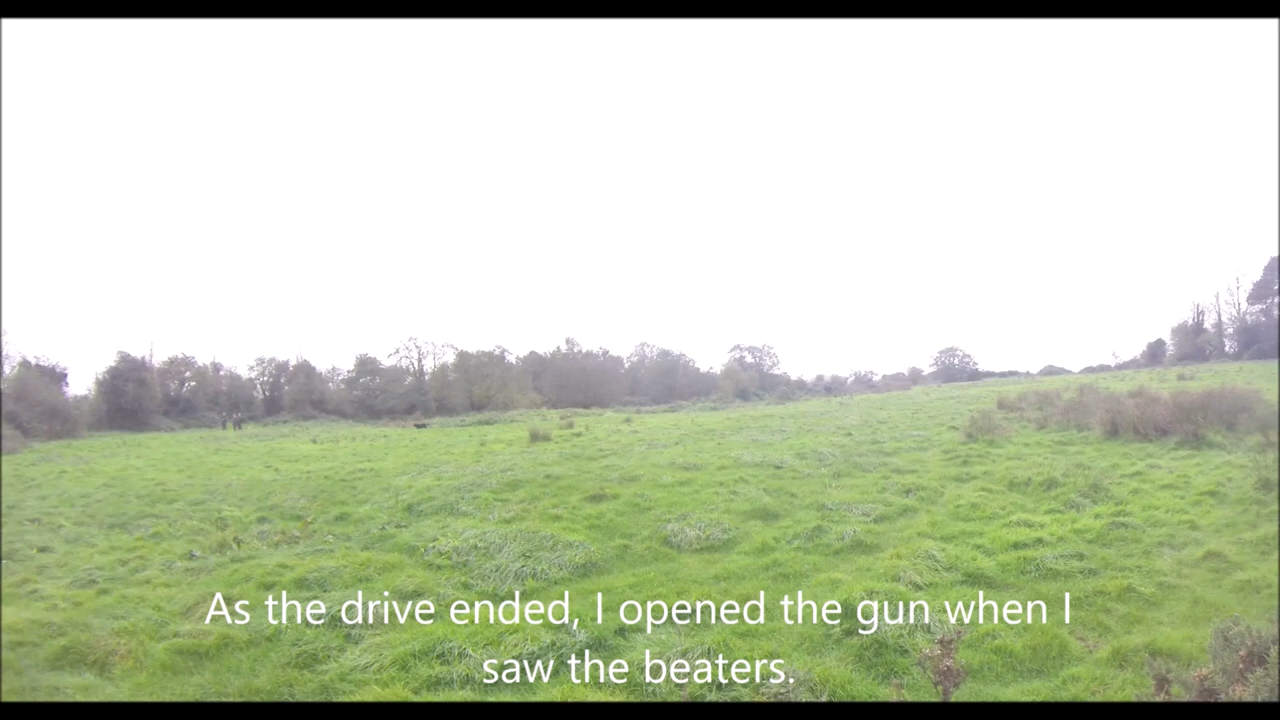 As the drive ended, I opened the gun when I
saw the beaters.